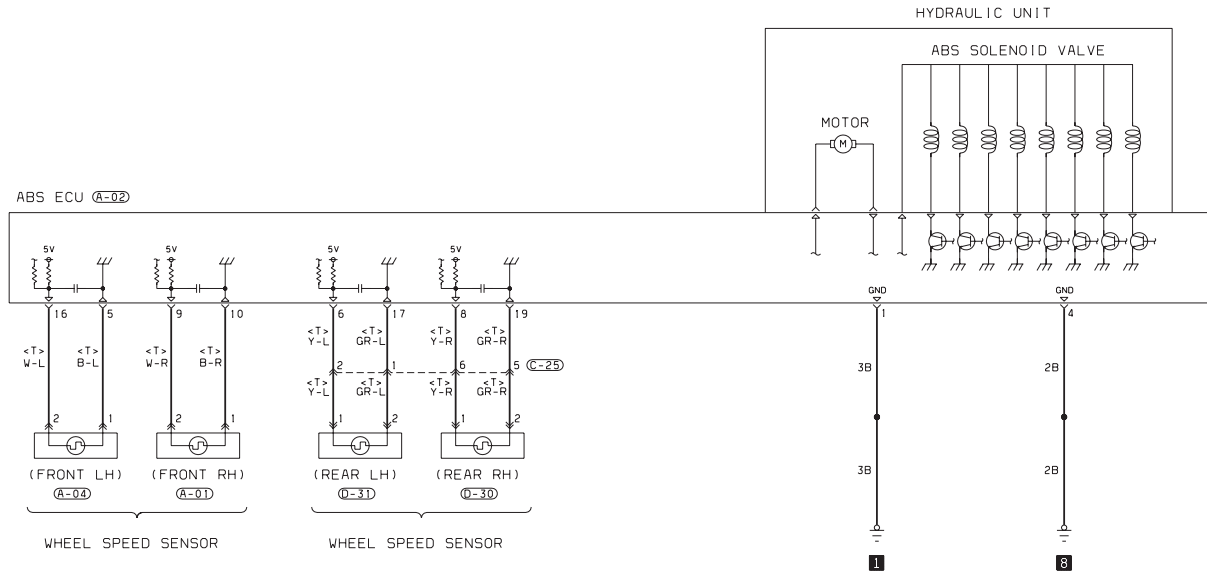 HYDRAULIC UNIT
ABS SOLENOID VALVE
MOTOR
M
ABS ECU A-02
5V 5V 5V 5V
GND GND
16 5 9 10 6 17 8 19 1 4
<T> <T> <T> <T>
Y-L GR-L Y-R GR-R
<T> <T> <T> <T>
W-L B-L W-R B-R
2 1 6 5 C-25
3B 2B
<T> <T> <T> <T>
Y-L GR-L Y-R GR-R
2 1 2 1 1 2 1 2
(FRONT LH) (FRONT RH) (REAR LH) (REAR RH)
3B 2B
A-04 A-01 D-31 D-30
WHEEL SPEED SENSOR WHEEL SPEED SENSOR
1 8